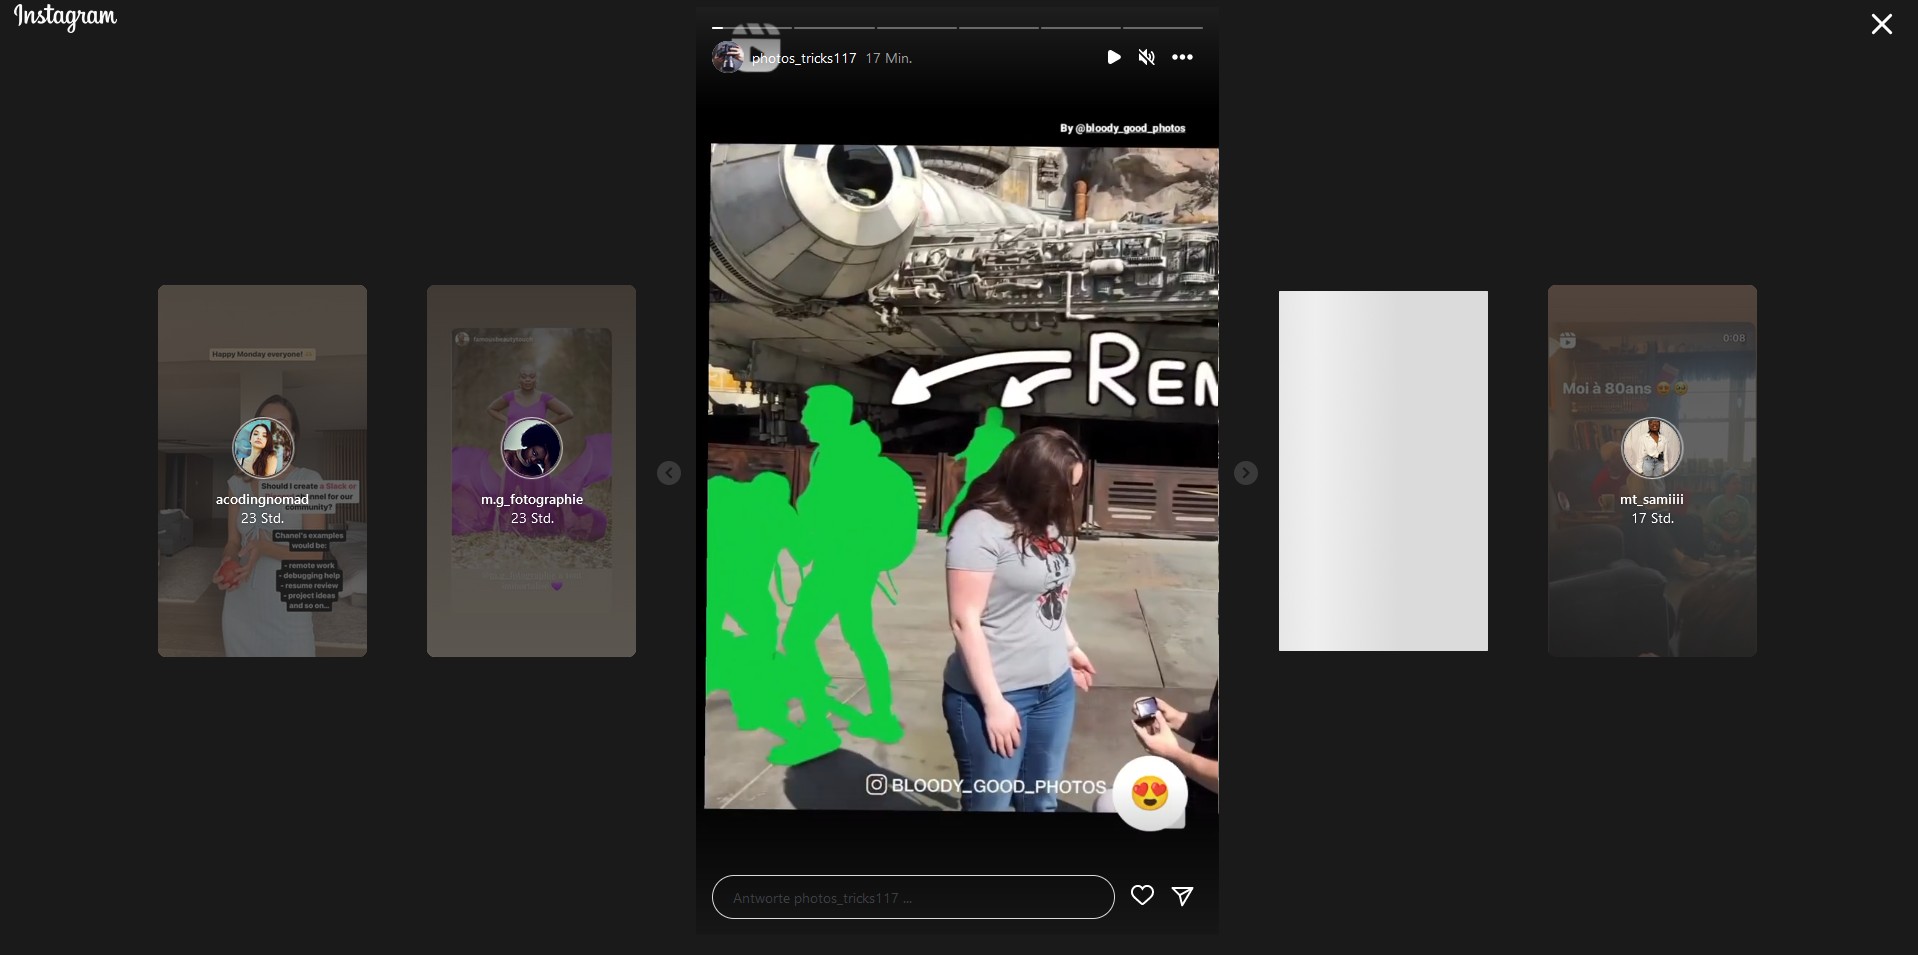 Instagram
photos_tricks117 17 Min.
By @bloody_good_photos
REM
BLOODY_GOOD_PHOTOS
Antworte photos_tricks117 ...
Happy Monday everyone!
Should I create a Slack or
nnel for our
community?
acodingnomad
23 Std.
Chanel's examples
would be:
- remote work
- debugging help
- resume review
- project ideas
and so on...
m.g_fotographie
23 Std.
0:08
Moi à 80ans
mt_samiiii
17 Std.